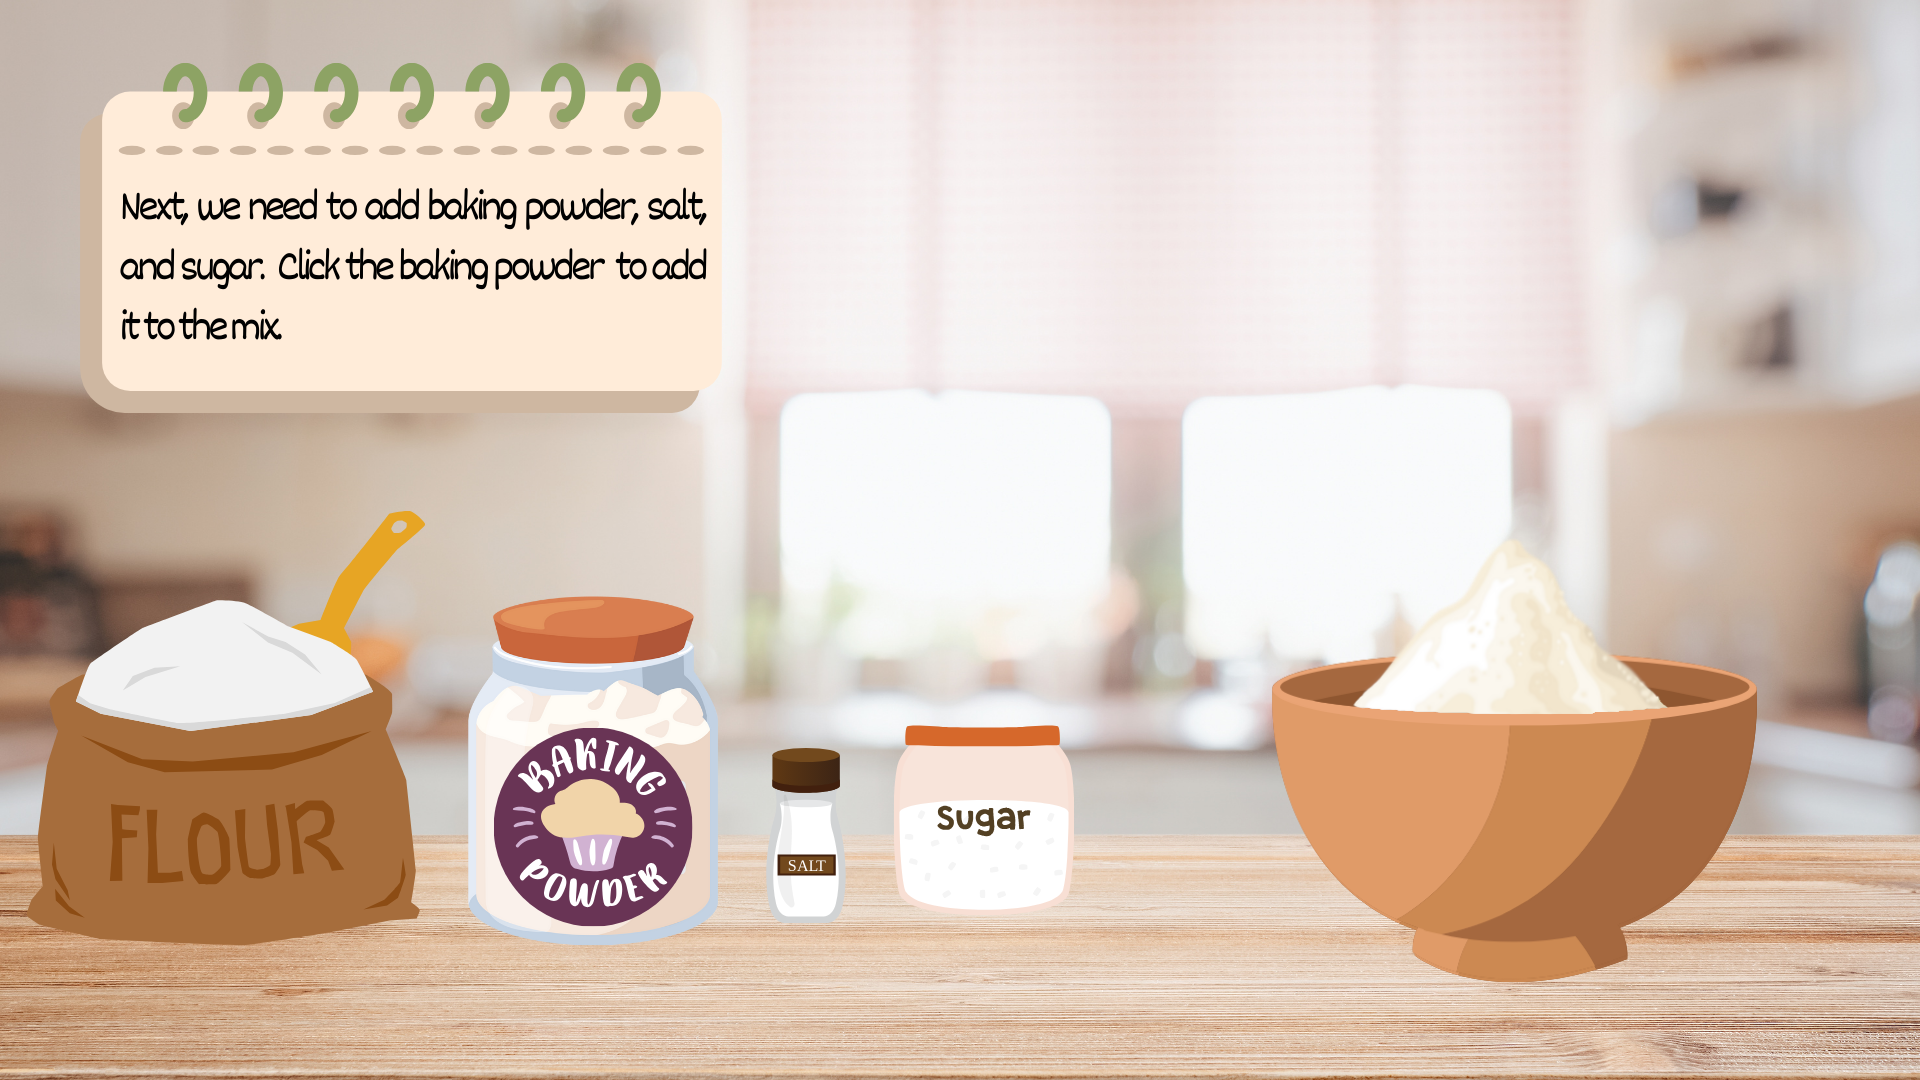 Next, we need to add baking powder, salt,
and sugar. Click the baking powder to add
it to the mix.
FLOUR
BAKING
POWDER
SALT
Sugar